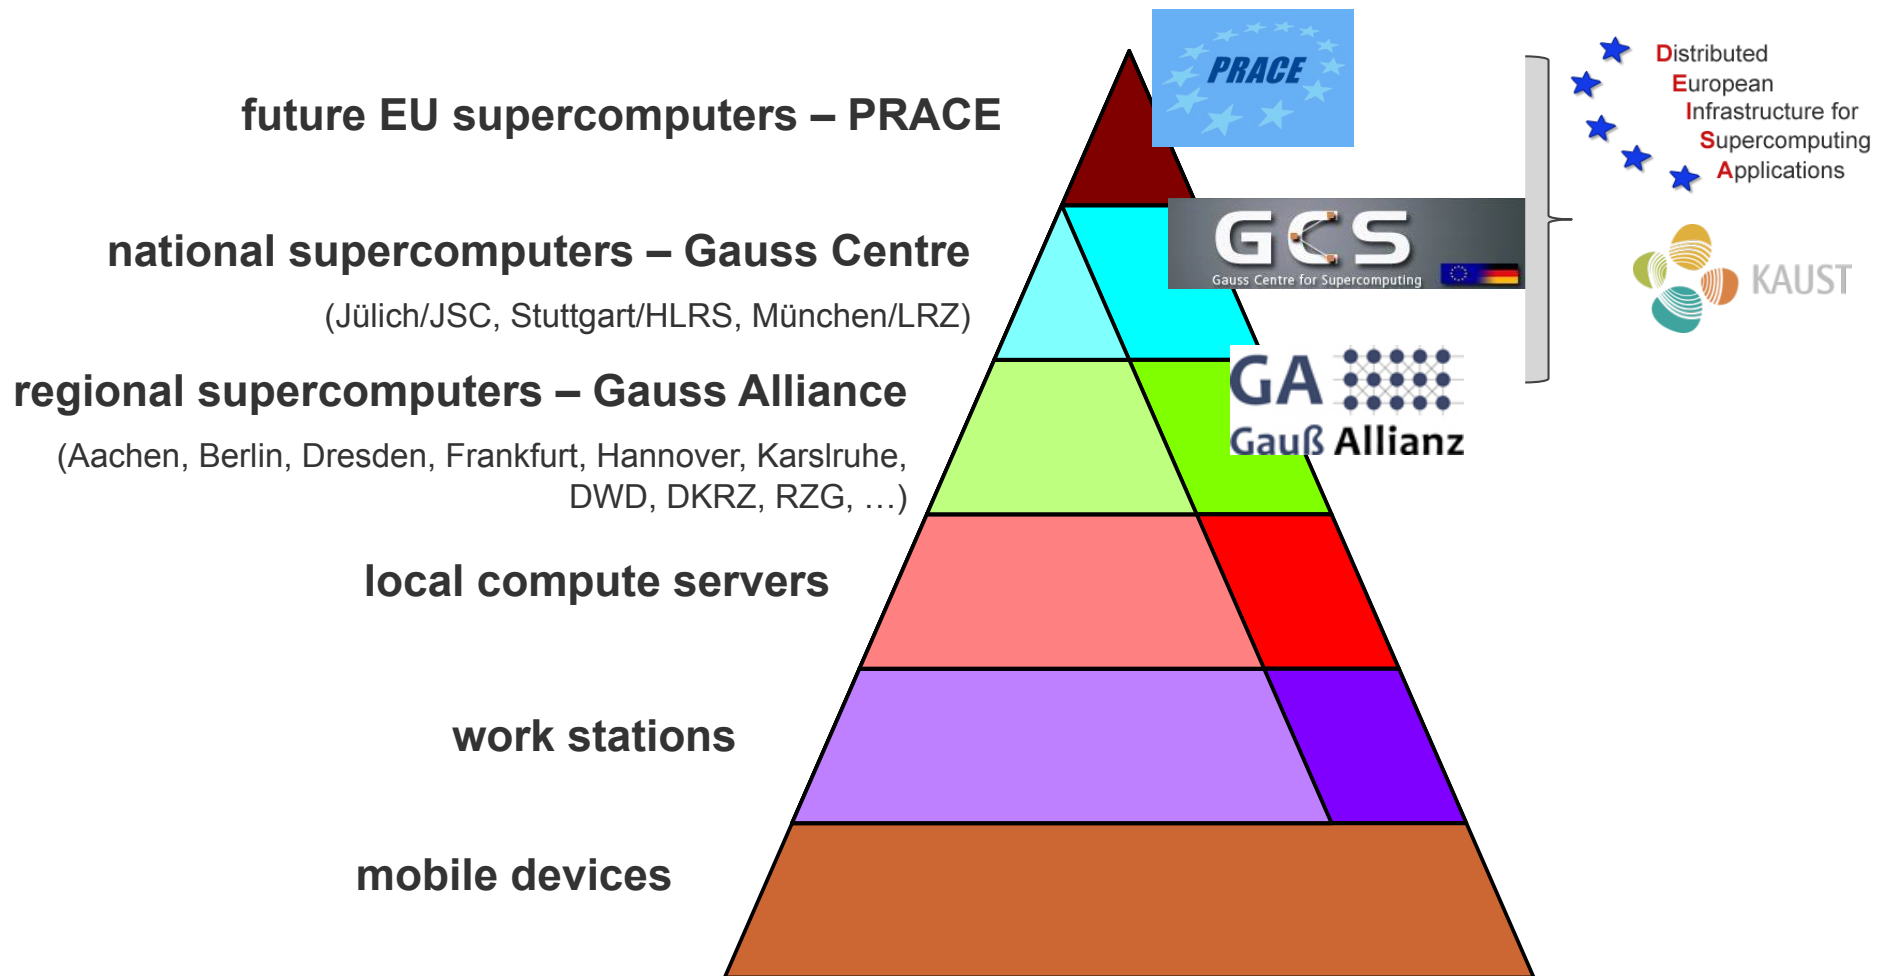 future EU supercomputers – PRACE
PRACE
Distributed
European
Infrastructure for
Supercomputing
Applications
national supercomputers – Gauss Centre
(Jülich/JSC, Stuttgart/HLRS, München/LRZ)
GCS
Gauss Centre for Supercomputing
KAUST
regional supercomputers – Gauss Alliance
(Aachen, Berlin, Dresden, Frankfurt, Hannover, Karslruhe,
DWD, DKRZ, RZG, …)
GA
Gauß Allianz
local compute servers
work stations
mobile devices